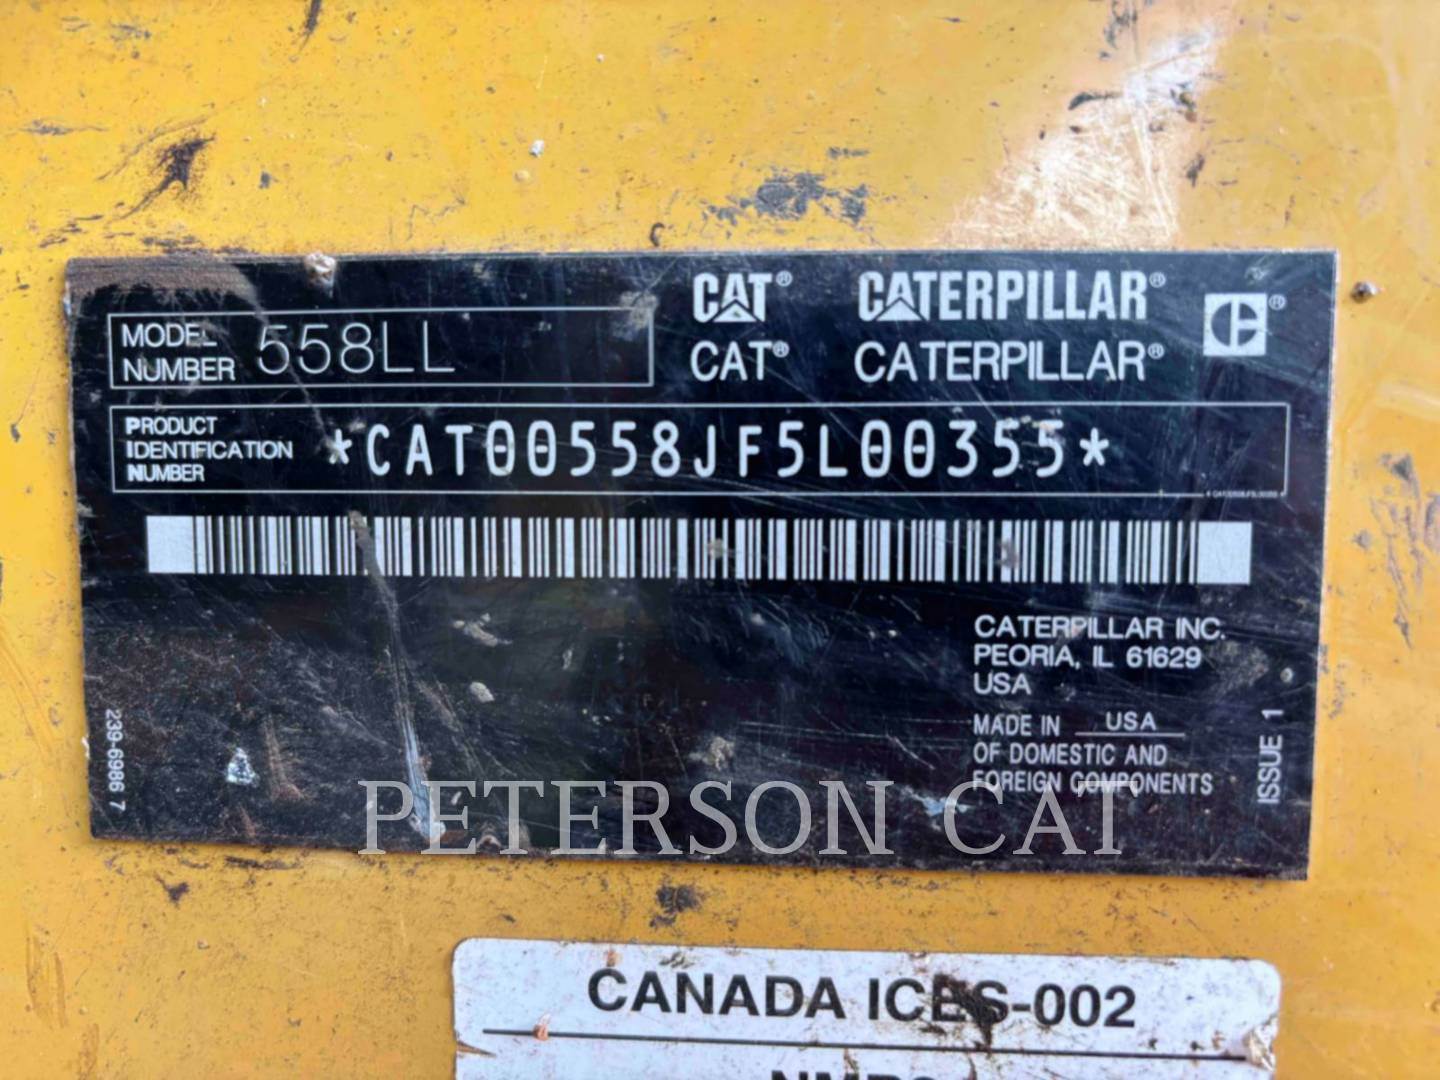 CAT® CATERPILLAR®
MODEL NUMBER 558LL
CAT® CATERPILLAR®
PRODUCT IDENTIFICATION NUMBER *CAT00558JF5L00355*
CATERPILLAR INC.
PEORIA, IL 61629
USA
MADE IN USA
OF DOMESTIC AND
FOREIGN COMPONENTS
ISSUE 1
239-6986 7
PETERSON CAT
CANADA ICES-002